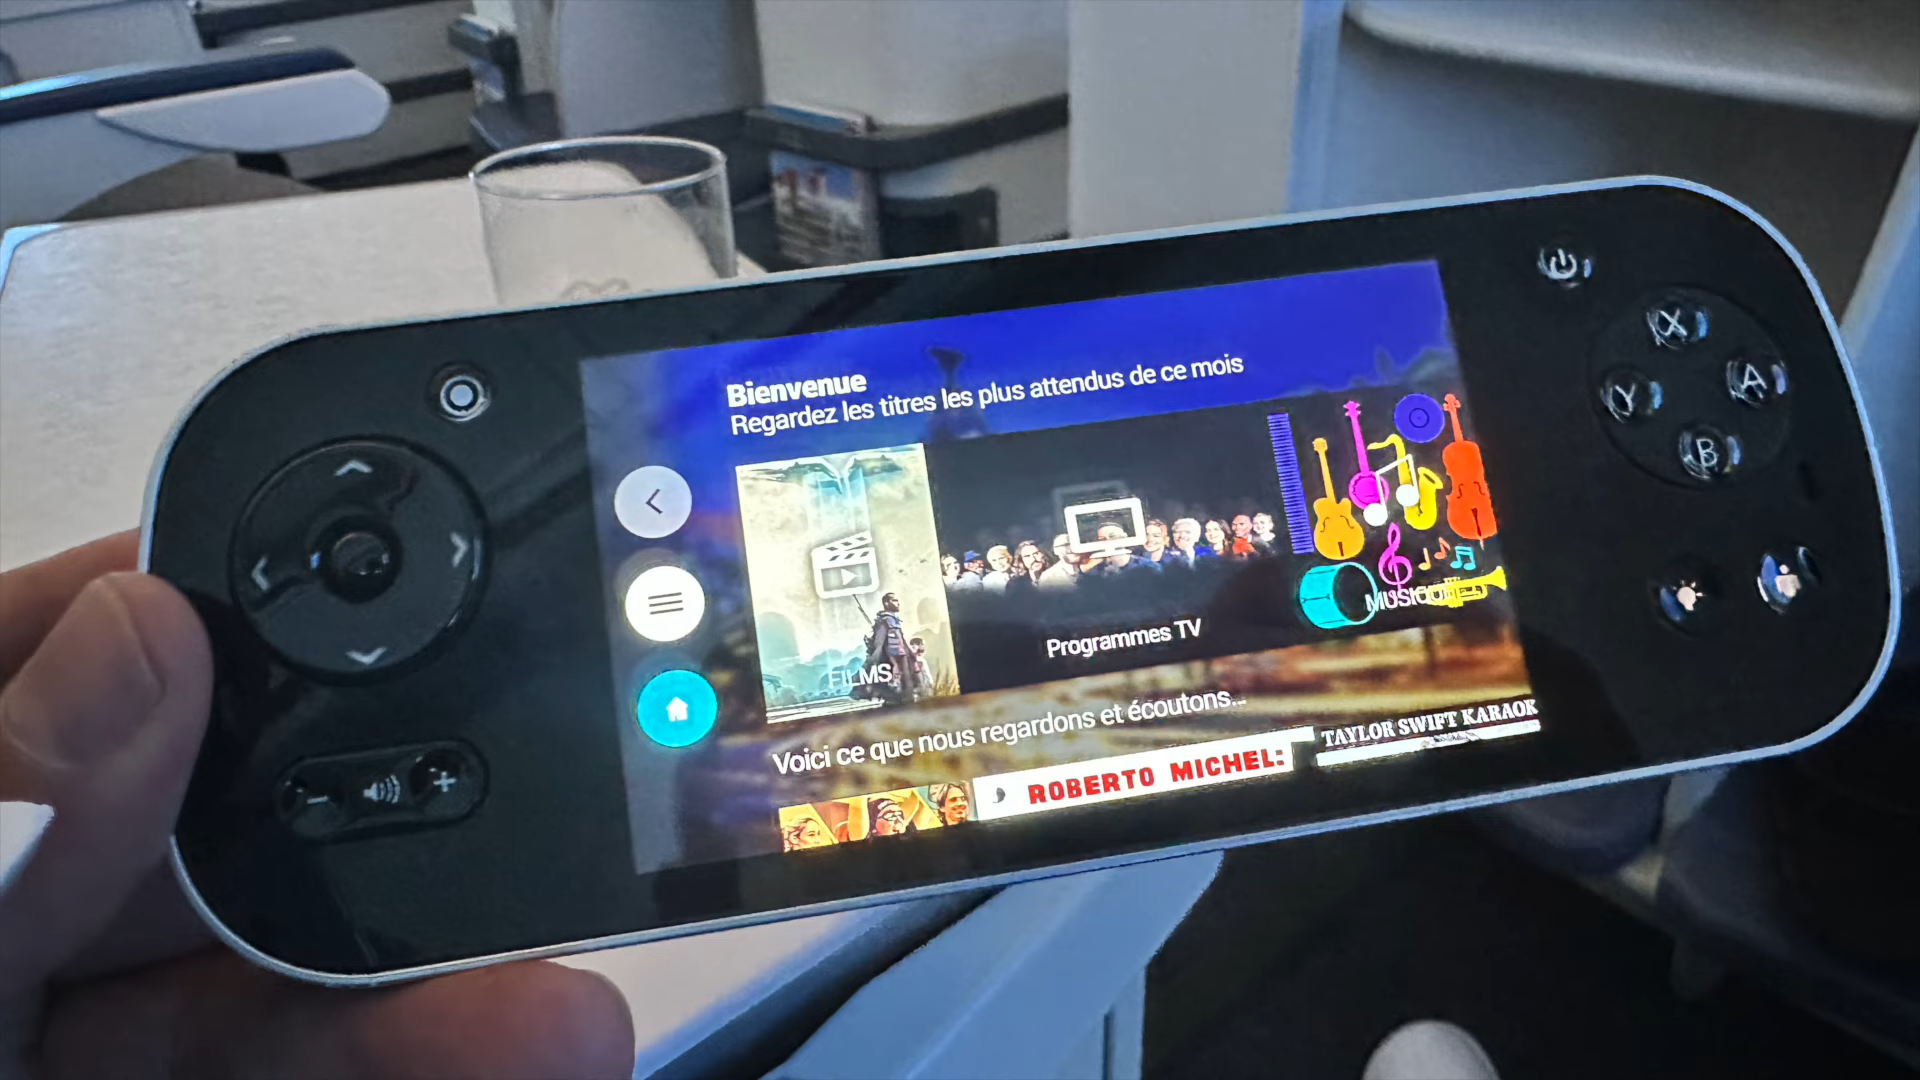 Bienvenue
Regardez les titres les plus attendus de ce mois
FILMS
Programmes TV
MUSIQUE
Voici ce que nous regardons et écoutons...
ROBERTO MICHEL:
TAYLOR SWIFT KARAOK
X
Y
A
B